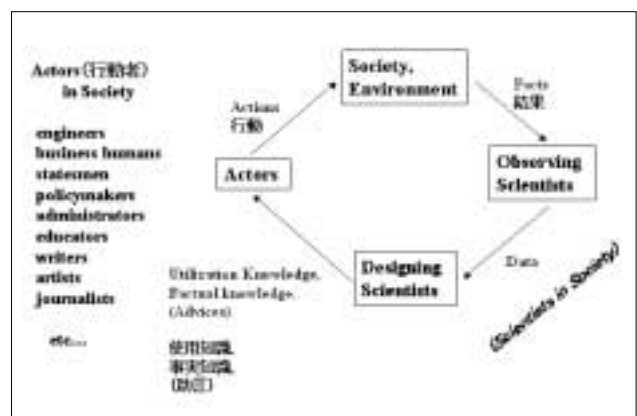 Actors (行動者)
in Society
engineers
business humans
statesmen
policymakers
administrators
educators
writers
artists
journalists
etc...
Society,
Environment
Actions
行動
Facts
結果
Actors
Observing
Scientists
Designing
Scientists
Data
(Scientists in Society)
Utilization Knowledge,
Factual knowledge,
(Advices)
使用知識,
事実知識,
(助言)